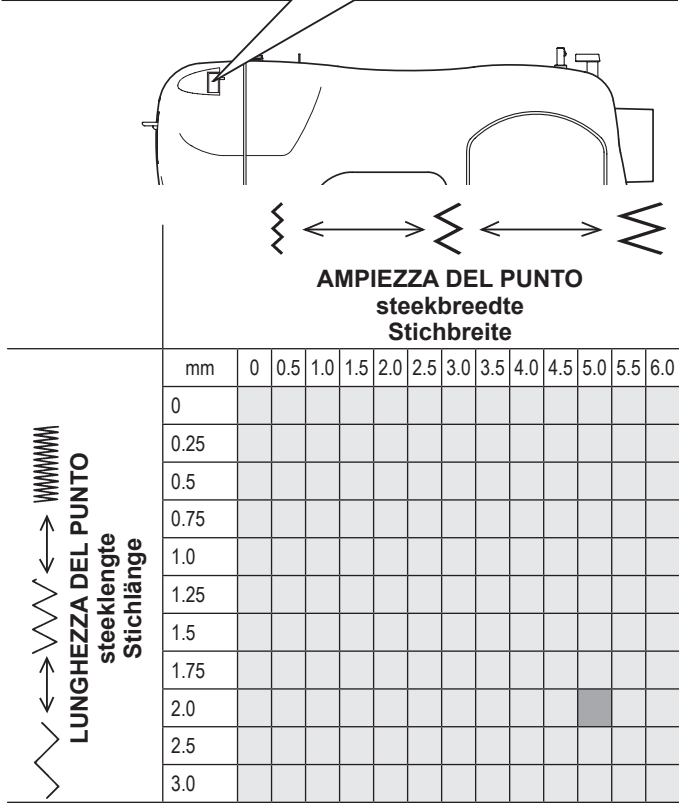 AMPIEZZA DEL PUNTO
steekbreedte
Stichbreite
mm 0 0.5 1.0 1.5 2.0 2.5 3.0 3.5 4.0 4.5 5.0 5.5 6.0
LUNGHEZZA DEL PUNTO
steeklengte
Stichlänge
0
0.25
0.5
0.75
1.0
1.25
1.5
1.75
2.0
2.5
3.0